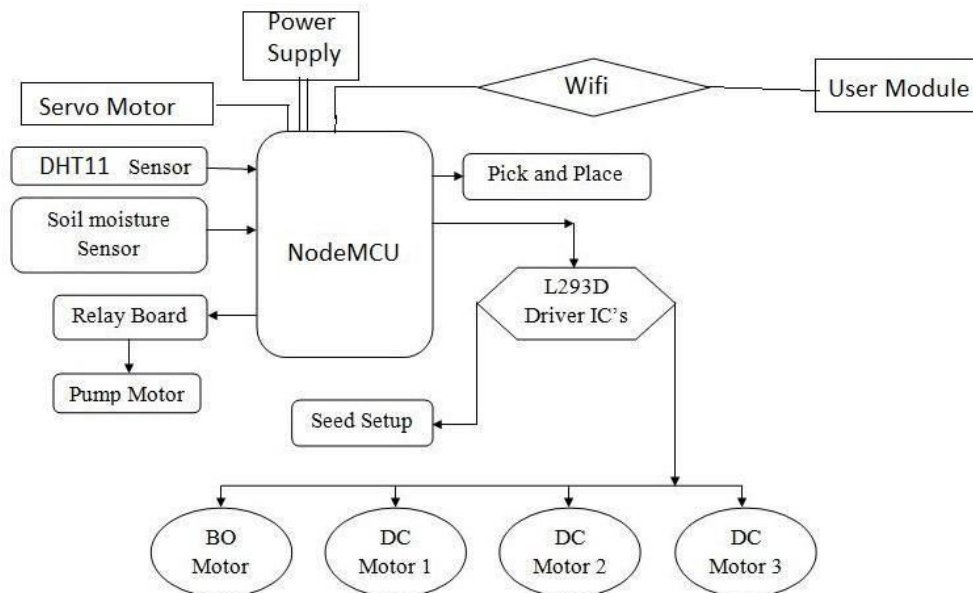 Power
Supply
Wifi
User Module
Servo Motor
DHT11 Sensor
Pick and Place
Soil moisture
Sensor
NodeMCU
L293D
Driver IC's
Relay Board
Pump Motor
Seed Setup
BO
Motor
DC
Motor 1
DC
Motor 2
DC
Motor 3